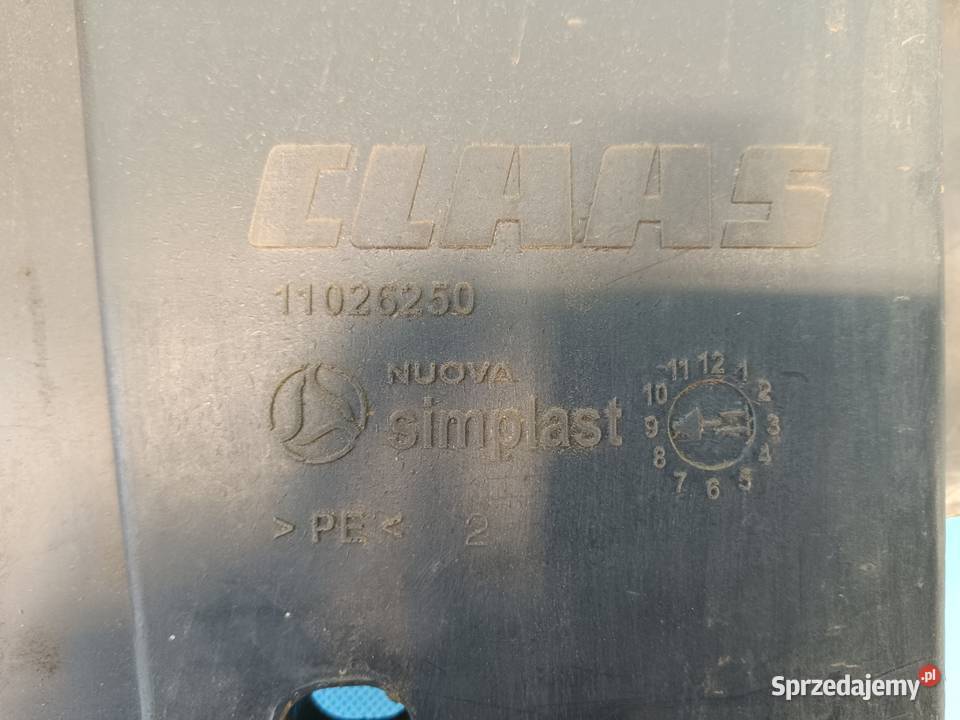 CLAAS
11026250
NUOVA
simplast
11 12 1
10 2
9 3
8 4
7 6 5
> PE < 2
Sprzedajemy.pl